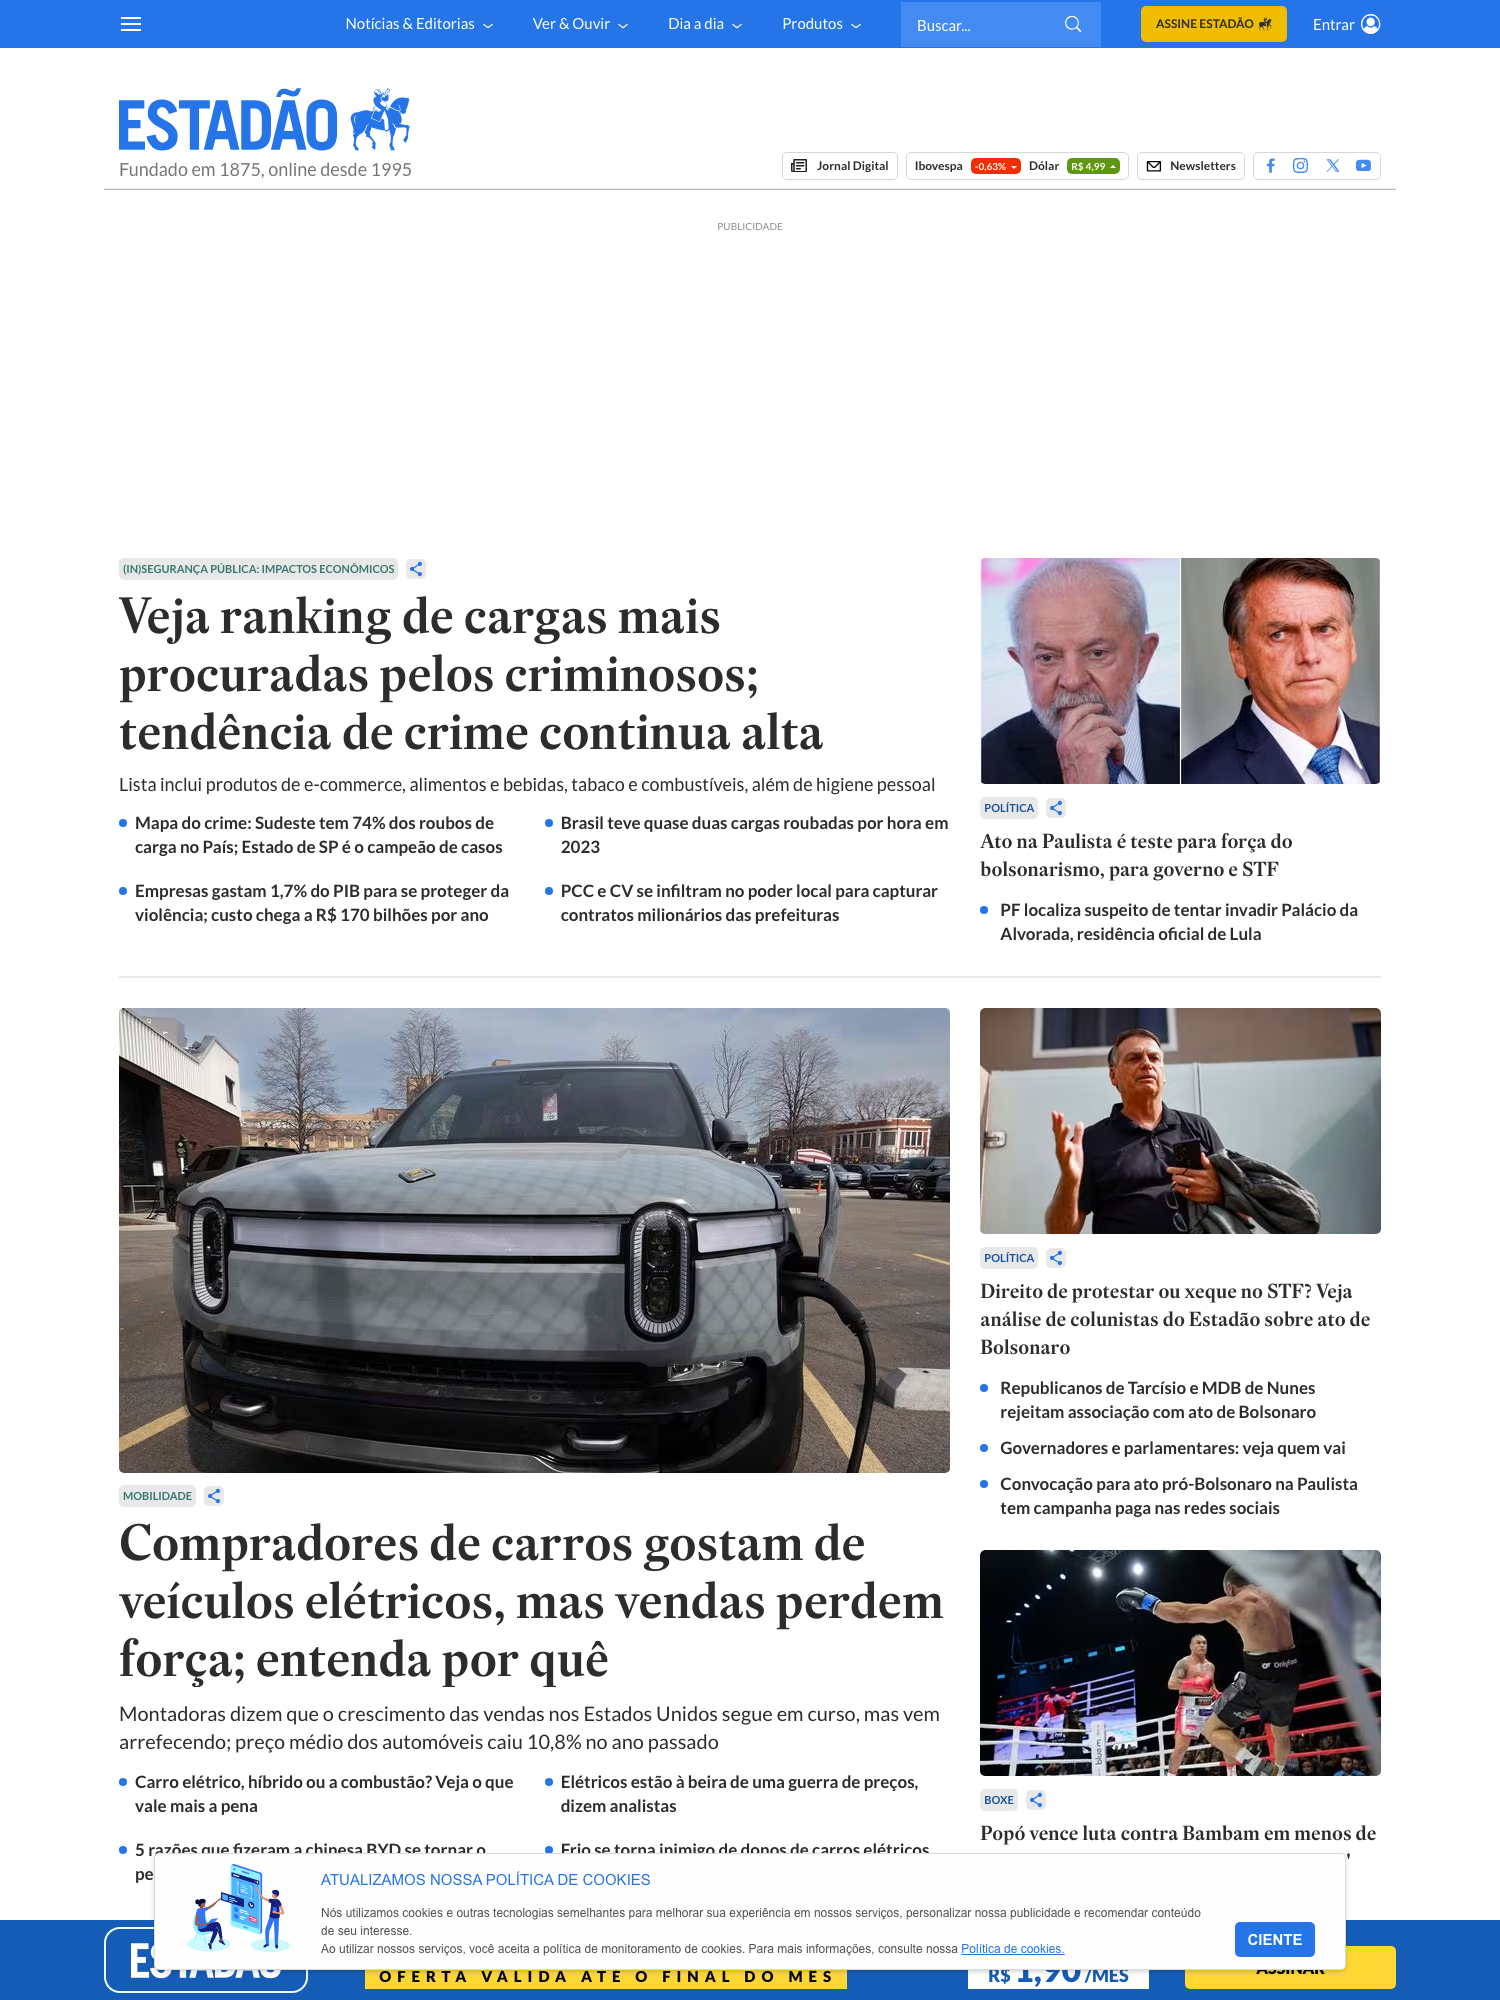 Notícias & Editorias
Ver & Ouvir
Dia a dia
Produtos
Buscar...
ASSINE ESTADÃO
Entrar
ESTADÃO
Fundado em 1875, online desde 1995
Jornal Digital
Ibovespa -0,63% Dólar R$ 4,99
Newsletters
PUBLICIDADE
(IN)SEGURANÇA PÚBLICA: IMPACTOS ECONÔMICOS
Veja ranking de cargas mais
procuradas pelos criminosos;
tendência de crime continua alta
Lista inclui produtos de e-commerce, alimentos e bebidas, tabaco e combustíveis, além de higiene pessoal
Mapa do crime: Sudeste tem 74% dos roubos de
carga no País; Estado de SP é o campeão de casos
Brasil teve quase duas cargas roubadas por hora em
2023
Empresas gastam 1,7% do PIB para se proteger da
violência; custo chega a R$ 170 bilhões por ano
PCC e CV se infiltram no poder local para capturar
contratos milionários das prefeituras
POLÍTICA
Ato na Paulista é teste para força do
bolsonarismo, para governo e STF
PF localiza suspeito de tentar invadir Palácio da
Alvorada, residência oficial de Lula
MOBILIDADE
Compradores de carros gostam de
veículos elétricos, mas vendas perdem
força; entenda por quê
Montadoras dizem que o crescimento das vendas nos Estados Unidos segue em curso, mas vem
arrefecendo; preço médio dos automóveis caiu 10,8% no ano passado
Carro elétrico, híbrido ou a combustão? Veja o que
vale mais a pena
Elétricos estão à beira de uma guerra de preços,
dizem analistas
5 razões que fizeram a chinesa BYD se tornar o
pe
Frio se torna inimigo de donos de carros elétricos
POLÍTICA
Direito de protestar ou xeque no STF? Veja
análise de colunistas do Estadão sobre ato de
Bolsonaro
Republicanos de Tarcísio e MDB de Nunes
rejeitam associação com ato de Bolsonaro
Governadores e parlamentares: veja quem vai
Convocação para ato pró-Bolsonaro na Paulista
tem campanha paga nas redes sociais
OnlyFans
blue m
BOXE
Popó vence luta contra Bambam em menos de
ATUALIZAMOS NOSSA POLÍTICA DE COOKIES
Nós utilizamos cookies e outras tecnologias semelhantes para melhorar sua experiência em nossos serviços, personalizar nossa publicidade e recomendar conteúdo
de seu interesse.
Ao utilizar nossos serviços, você aceita a política de monitoramento de cookies. Para mais informações, consulte nossa Política de cookies.
CIENTE
ESTADÃO
OFERTA VÁLIDA ATÉ O FINAL DO MÊS
R$ 1,90/MÊS
ASSINAR